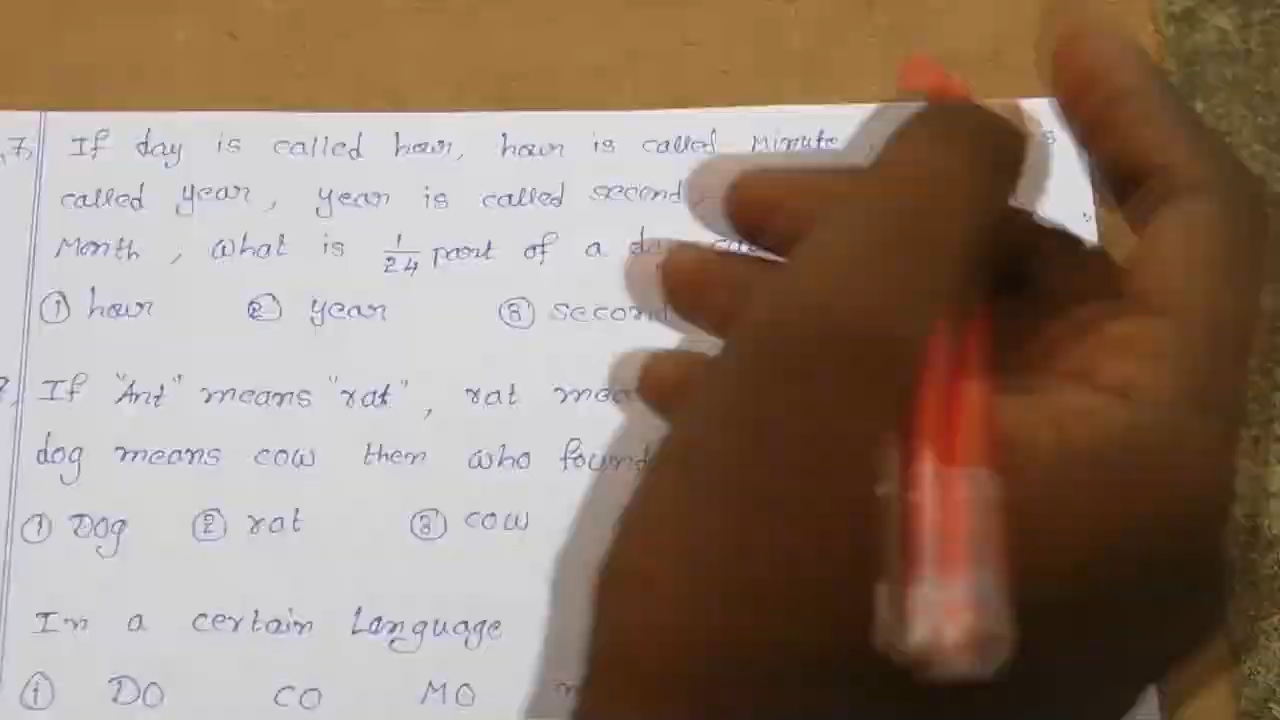 7, If day is called hour, hour is called Minute,
called year, year is called second
Month, What is 1/24 part of a
① hour ② year ③ second
If "Ant" means "rat", rat
dog means cow them who found
① Dog ② rat ③ cow
In a certain Language
① DO CO MO